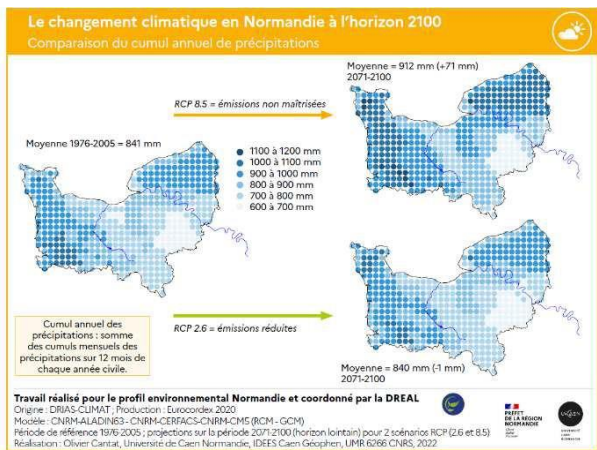 Le changement climatique en Normandie à l'horizon 2100
Comparaison du cumul annuel de précipitations
Moyenne = 912 mm (+71 mm)
2071-2100
RCP 8.5 = émissions non maîtrisées
Moyenne 1976-2005 = 841 mm
1100 à 1200 mm
1000 à 1100 mm
900 à 1000 mm
800 à 900 mm
700 à 800 mm
600 à 700 mm
Cumul annuel des
précipitations : somme
des cumuls mensuels des
précipitations sur 12 mois de
chaque année civile.
RCP 2.6 = émissions réduites
Moyenne = 840 mm (-1 mm)
2071-2100
Travail réalisé pour le profil environnemental Normandie et coordonné par la DREAL
Origine : DRIAS-CLIMAT ; Production : Eurocordex 2020
Modèle : CNRM-ALADIN63 - CNRM-CERFACS-CNRM-CM5 (RCM - GCM)
Période de référence 1976-2005 ; projections sur la période 2071-2100 (horizon lointain) pour 2 scénarios RCP (2.6 et 8.5)
Réalisation : Olivier Cantat, Université de Caen Normandie, IDEES Caen Géophen, UMR 6266 CNRS, 2022
PRÉFET
DE LA RÉGION
NORMANDIE